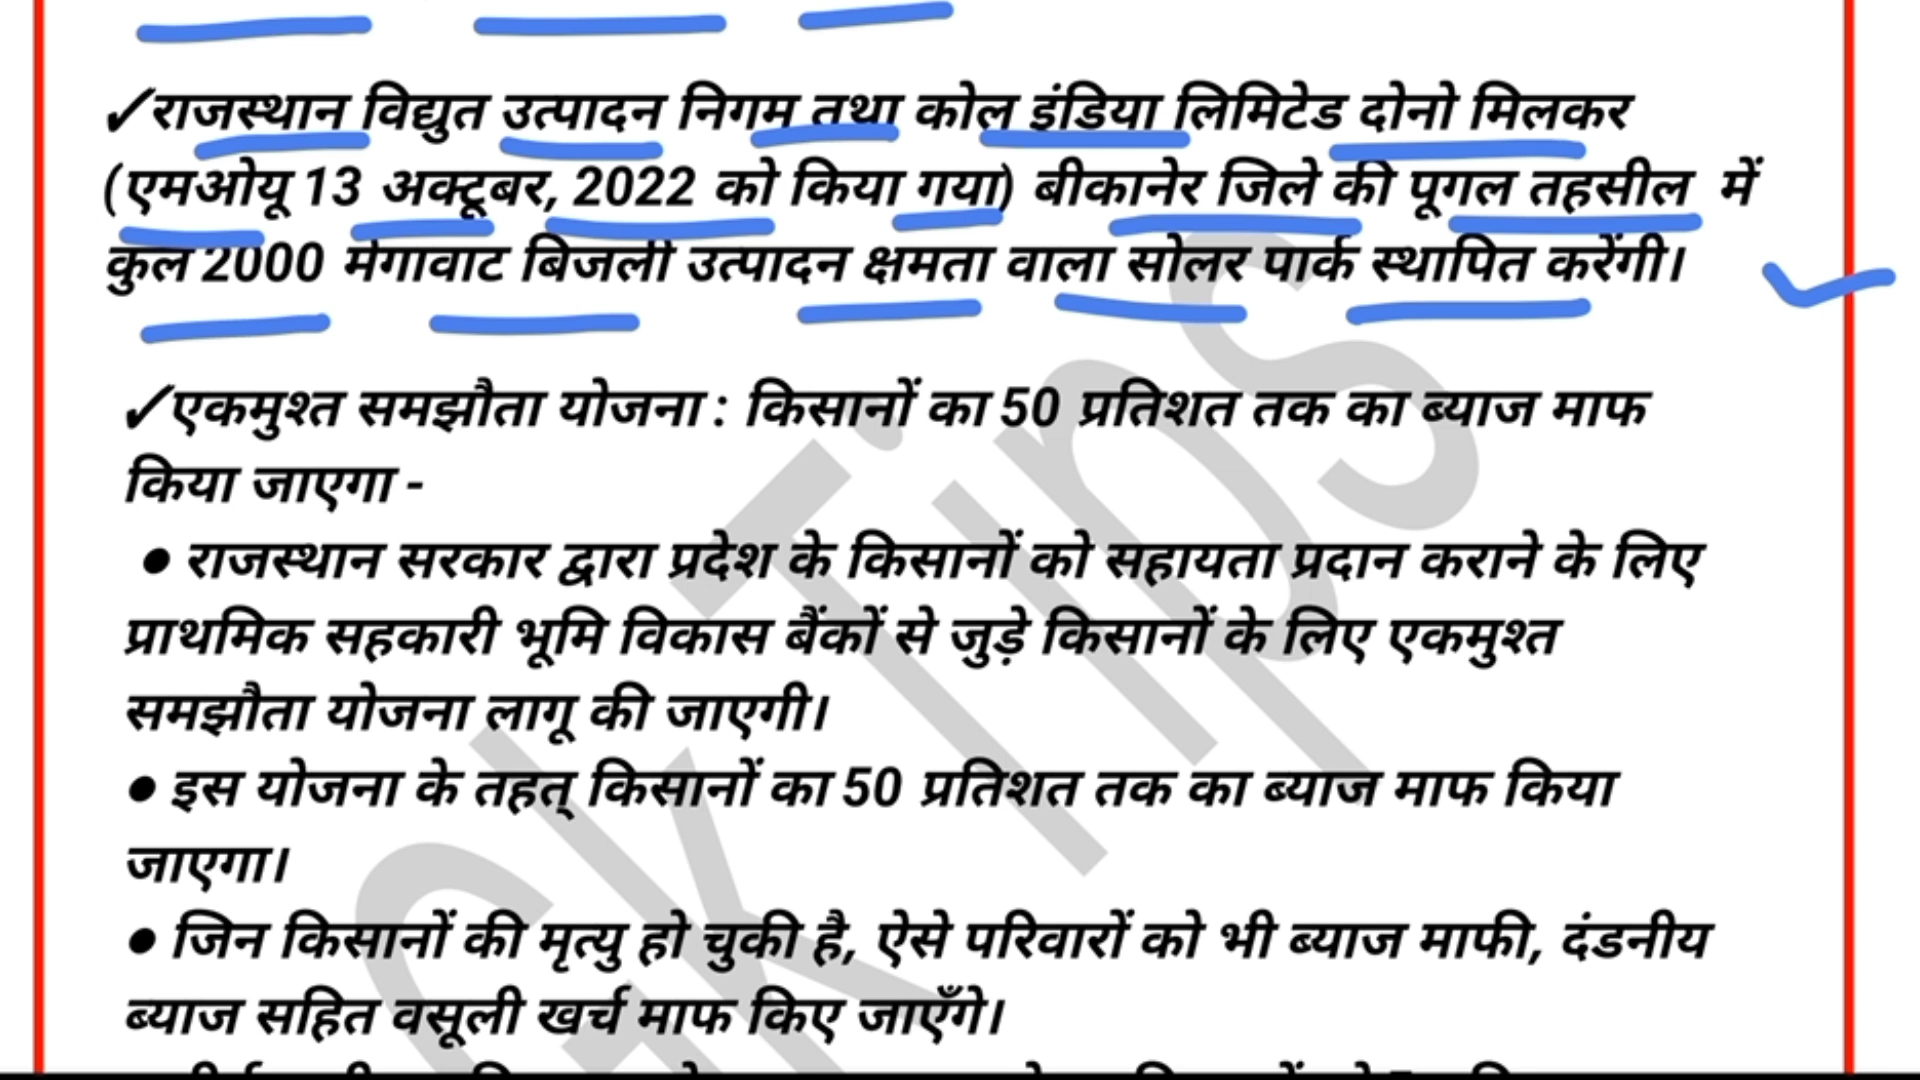 ✓राजस्थान विद्युत उत्पादन निगम तथा कोल इंडिया लिमिटेड दोनो मिलकर
(एमओयू 13 अक्टूबर, 2022 को किया गया) बीकानेर जिले की पूगल तहसील में
कुल 2000 मेगावाट बिजली उत्पादन क्षमता वाला सोलर पार्क स्थापित करेंगी।
✓एकमुश्त समझौता योजना : किसानों का 50 प्रतिशत तक का ब्याज माफ
किया जाएगा -
● राजस्थान सरकार द्वारा प्रदेश के किसानों को सहायता प्रदान कराने के लिए
प्राथमिक सहकारी भूमि विकास बैंकों से जुड़े किसानों के लिए एकमुश्त
समझौता योजना लागू की जाएगी।
● इस योजना के तहत् किसानों का 50 प्रतिशत तक का ब्याज माफ किया
जाएगा।
● जिन किसानों की मृत्यु हो चुकी है, ऐसे परिवारों को भी ब्याज माफी, दंडनीय
ब्याज सहित वसूली खर्च माफ किए जाएँगे।
Gk Tips